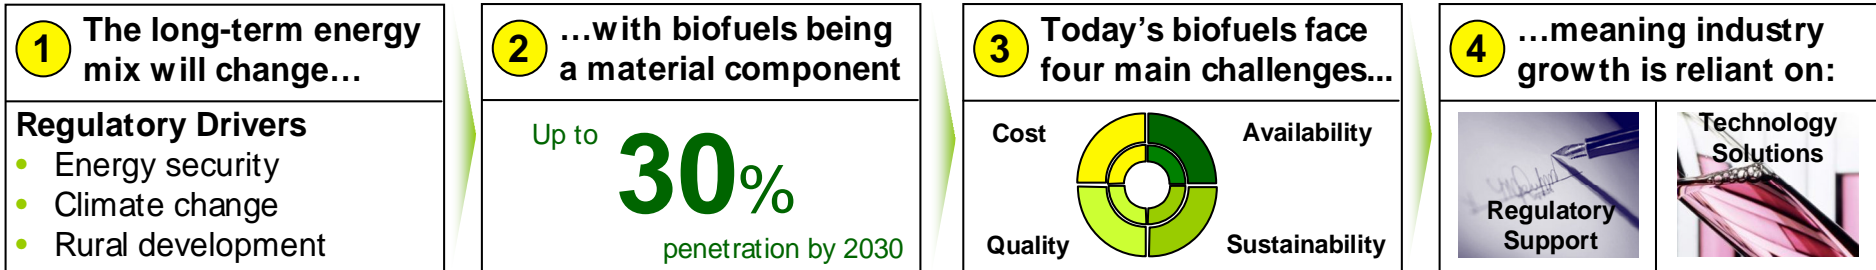 1
The long-term energy
mix will change…
Regulatory Drivers
• Energy security
• Climate change
• Rural development
2
…with biofuels being
a material component
Up to
30%
penetration by 2030
3
Today's biofuels face
four main challenges...
Cost
Availability
Quality
Sustainability
4
…meaning industry
growth is reliant on:
Regulatory
Support
Technology
Solutions